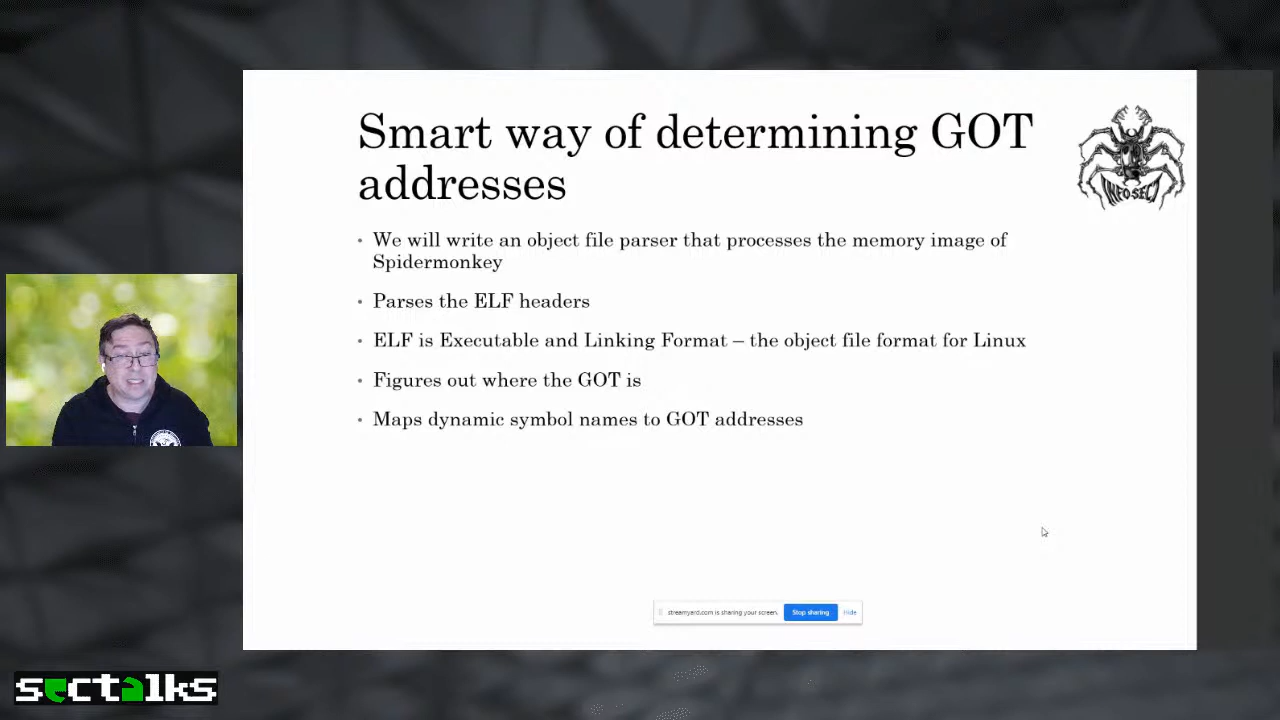 Smart way of determining GOT
addresses
INFOSECT
• We will write an object file parser that processes the memory image of
Spidermonkey
• Parses the ELF headers
• ELF is Executable and Linking Format – the object file format for Linux
• Figures out where the GOT is
• Maps dynamic symbol names to GOT addresses
streamyard.com is sharing your screen. Stop sharing Hide
sectalks